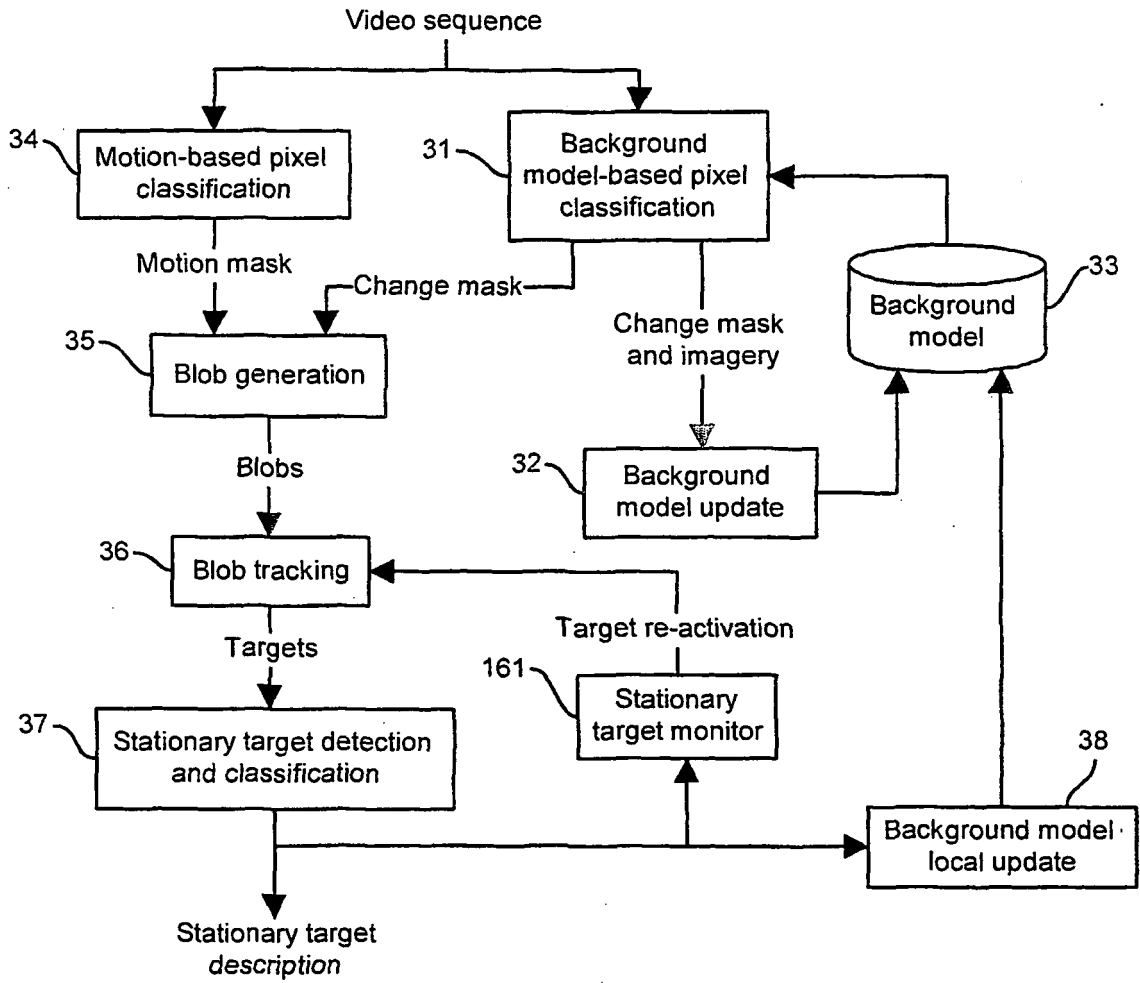 Video sequence
34
Motion-based pixel
classification
31
Background
model-based pixel
classification
Motion mask
Change mask
33
Background
model
Change mask
and imagery
35
Blob generation
32
Background
model update
Blobs
36
Blob tracking
Target re-activation
Targets
161
Stationary
target monitor
37
Stationary target detection
and classification
38
Background model
local update
Stationary target
description